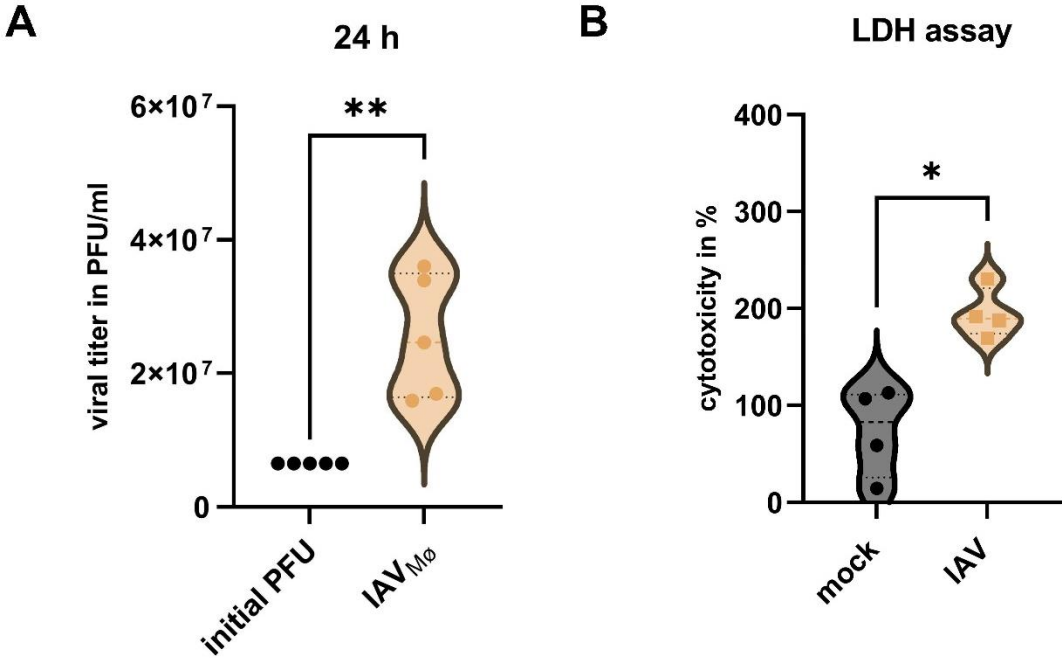 A
24 h
viral titer in PFU/ml
6×10⁷
4×10⁷
2×10⁷
0
**
initial PFU
IAVMø
B
LDH assay
cytotoxicity in %
400
300
200
100
0
*
mock
IAV